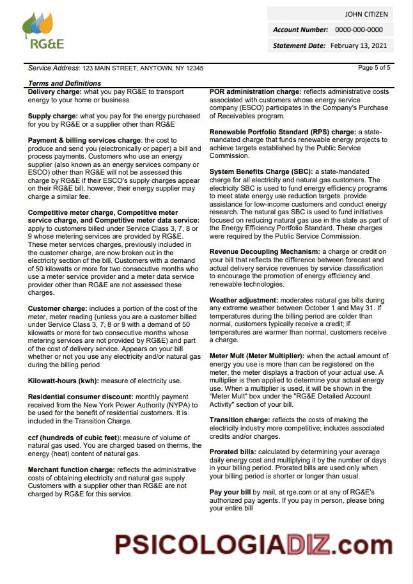 JOHN CITIZEN
RG&E
Account Number: 0000-000-0000
Statement Date: February 13, 2021
Service Address: 123 MAIN STREET, ANYTOWN, NY 12345
Page 5 of 5
Terms and Definitions
Delivery charge: what you pay RG&E to transport
energy to your home or business
Supply charge: what you pay for the energy purchased
for you by RG&E or a supplier other than RG&E
Payment & billing services charge: the cost to
produce and send you (electronically or paper) a bill and
process payments. Customers who use an energy
supplier (also known as an energy services company or
ESCO) other than RG&E will not be assessed this
charge by RG&E if their ESCO's supply charges appear
on their RG&E bill, however, their energy supplier may
charge a similar fee.
Competitive meter charge, Competitive meter
service charge, and Competitive meter data service:
apply to customers billed under Service Class 3, 7, 8 or
9 whose metering services are provided by RG&E.
These meter services charges, previously included in
the customer charge, are now broken out in the
electricity section of the bill. Customers with a demand
of 50 kilowatts or more for two consecutive months who
use a meter service provider and a meter data service
provider other than RG&E are not assessed these
charges.
Customer charge: includes a portion of the cost of the
meter, meter reading (unless you are a customer billed
under Service Class 3, 7, 8 or 9 with a demand of 50
kilowatts or more for two consecutive months whose
metering services are not provided by RG&E) and part
of the cost of delivery service. Appears on your bill
whether or not you use any electricity and/or natural gas
during the billing period
Kilowatt-hours (kwh): measure of electricity use.
Residential consumer discount: monthly payment
received from the New York Power Authority (NYPA) to
be used for the benefit of residential customers. It is
included in the Transition Charge.
ccf (hundreds of cubic feet): measure of volume of
natural gas used. You are charged based on therms, the
energy (heat) content of natural gas.
Merchant function charge: reflects the administrative
costs of obtaining electricity and natural gas supply
Customers with a supplier other than RG&E are not
charged by RG&E for this service.
POR administration charge: reflects administrative
costs associated with customers whose energy service
company (ESCO) participates in the Company's Purchase
of Receivables program.
Renewable Portfolio Standard (RPS) charge: a state-
mandated charge that funds renewable energy projects to
achieve targets established by the Public Service
Commission.
System Benefits Charge (SBC): a state-mandated
charge for all electricity and natural gas customers. The
electricity SBC is used to fund energy efficiency programs
to meet state energy use reduction targets provide
assistance for low-income customers and conduct energy
research. The natural gas SBC is used to fund initiatives
focused on reducing natural gas use in the state as part of
the Energy Efficiency Portfolio Standard. These charges
were required by the Public Service Commission.
Revenue Decoupling Mechanism: a charge or credit on
your bill that reflects the difference between forecast and
actual delivery service revenues by service classification
to encourage the promotion of energy efficiency and
renewable technologies.
Weather adjustment: moderates natural gas bills during
any extreme weather between October 1 and May 31. If
temperatures during the billing period are colder than
normal, customers typically receive a credit; if
temperatures are warmer than normal, customers receive
a charge.
Meter Mult (Meter Multiplier): when the actual amount of
energy you use is more than can be registered on the
meter, the meter displays a fraction of your actual use. A
multiplier is then applied to determine your actual energy
use. When a multiplier is used, it will be shown in the
"Meter Mult" box under the "RG&E Detailed Account
Activity" section of your bill.
Transition charge: reflects the costs of making the
electricity industry more competitive; includes associated
credits and/or charges.
Prorated bills: calculated by determining your average
daily energy cost and multiplying it by the number of days
in your billing period. Prorated bills are used only when
your billing period is shorter or longer than usual.
Pay your bill by mail, at rge.com or at any of RG&E's
authorized pay agents. If you pay in person, please bring
your entire bill
PSICOLOGIADIZ.com